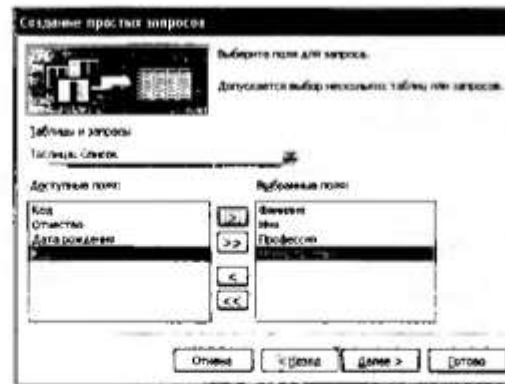 Создание простых запросов
Выберите поля для запроса.
Допускается выбор нескольких таблиц или запросов.
Таблицы и запросы
Таблица: Список
Доступные поля:
Выбранные поля:
Код
Отчество
Дата рождения
Фамилия
Имя
Профессия
>
>>
<
<<
Отмена
< Назад
Далее >
Готово